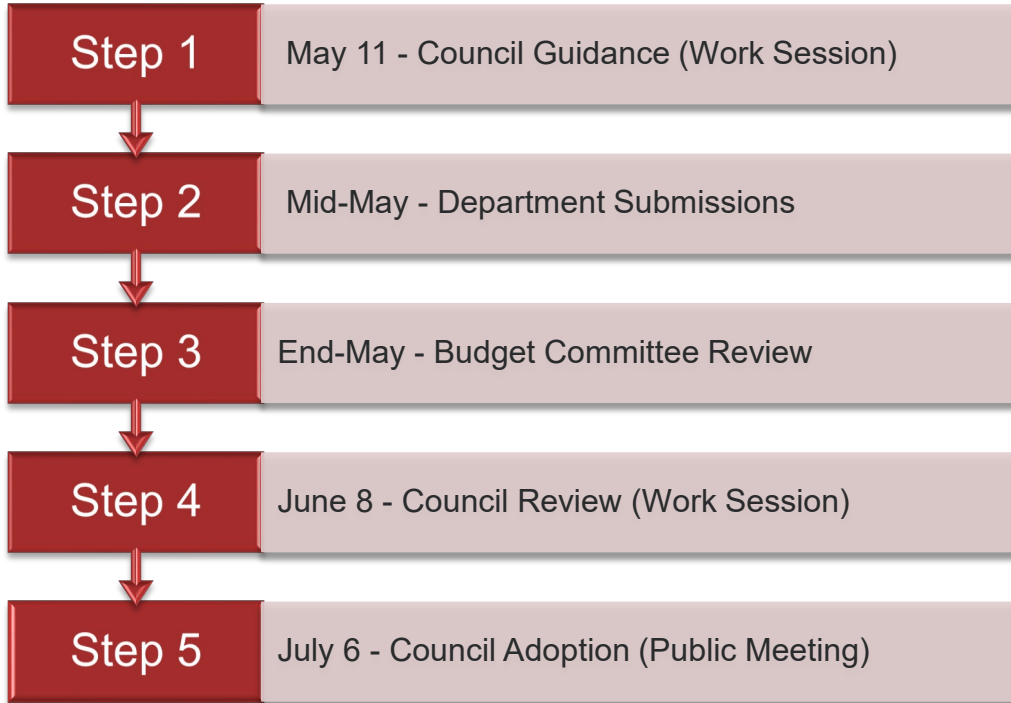 Step 1
May 11 - Council Guidance (Work Session)
Step 2
Mid-May - Department Submissions
Step 3
End-May - Budget Committee Review
Step 4
June 8 - Council Review (Work Session)
Step 5
July 6 - Council Adoption (Public Meeting)